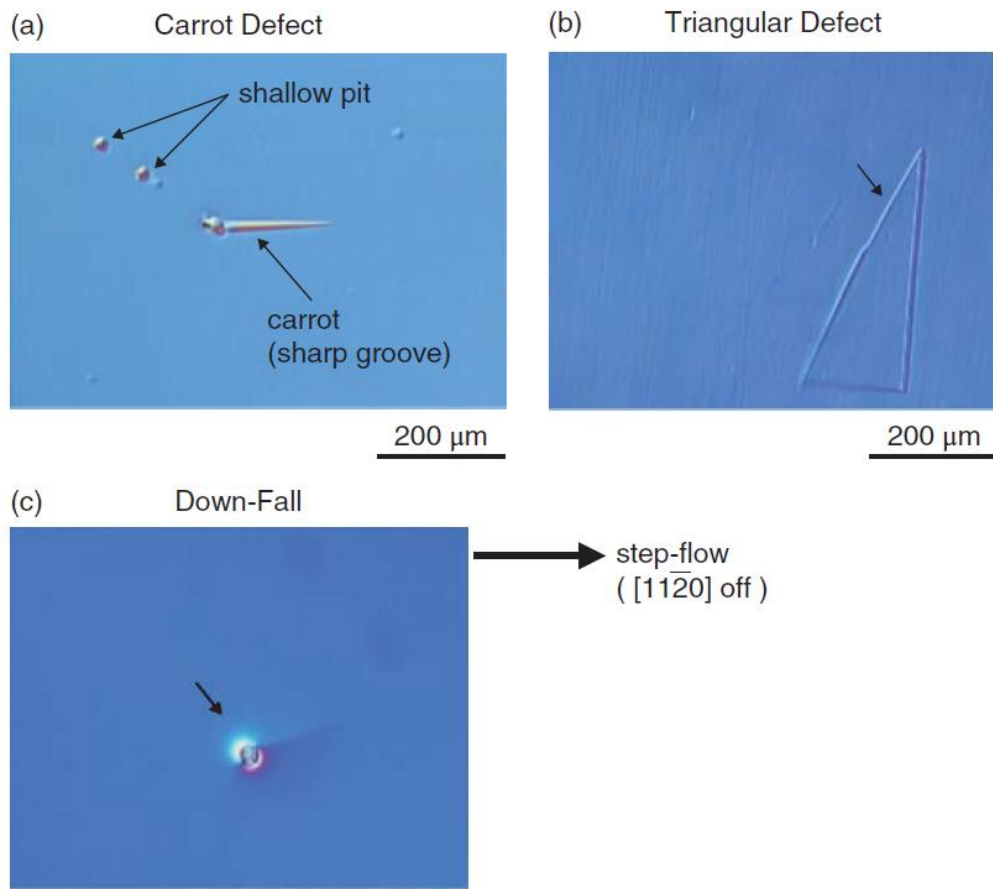 (a) Carrot Defect
(b) Triangular Defect
shallow pit
carrot
(sharp groove)
200 μm
200 μm
(c) Down-Fall
step-flow
( [112̅0] off )